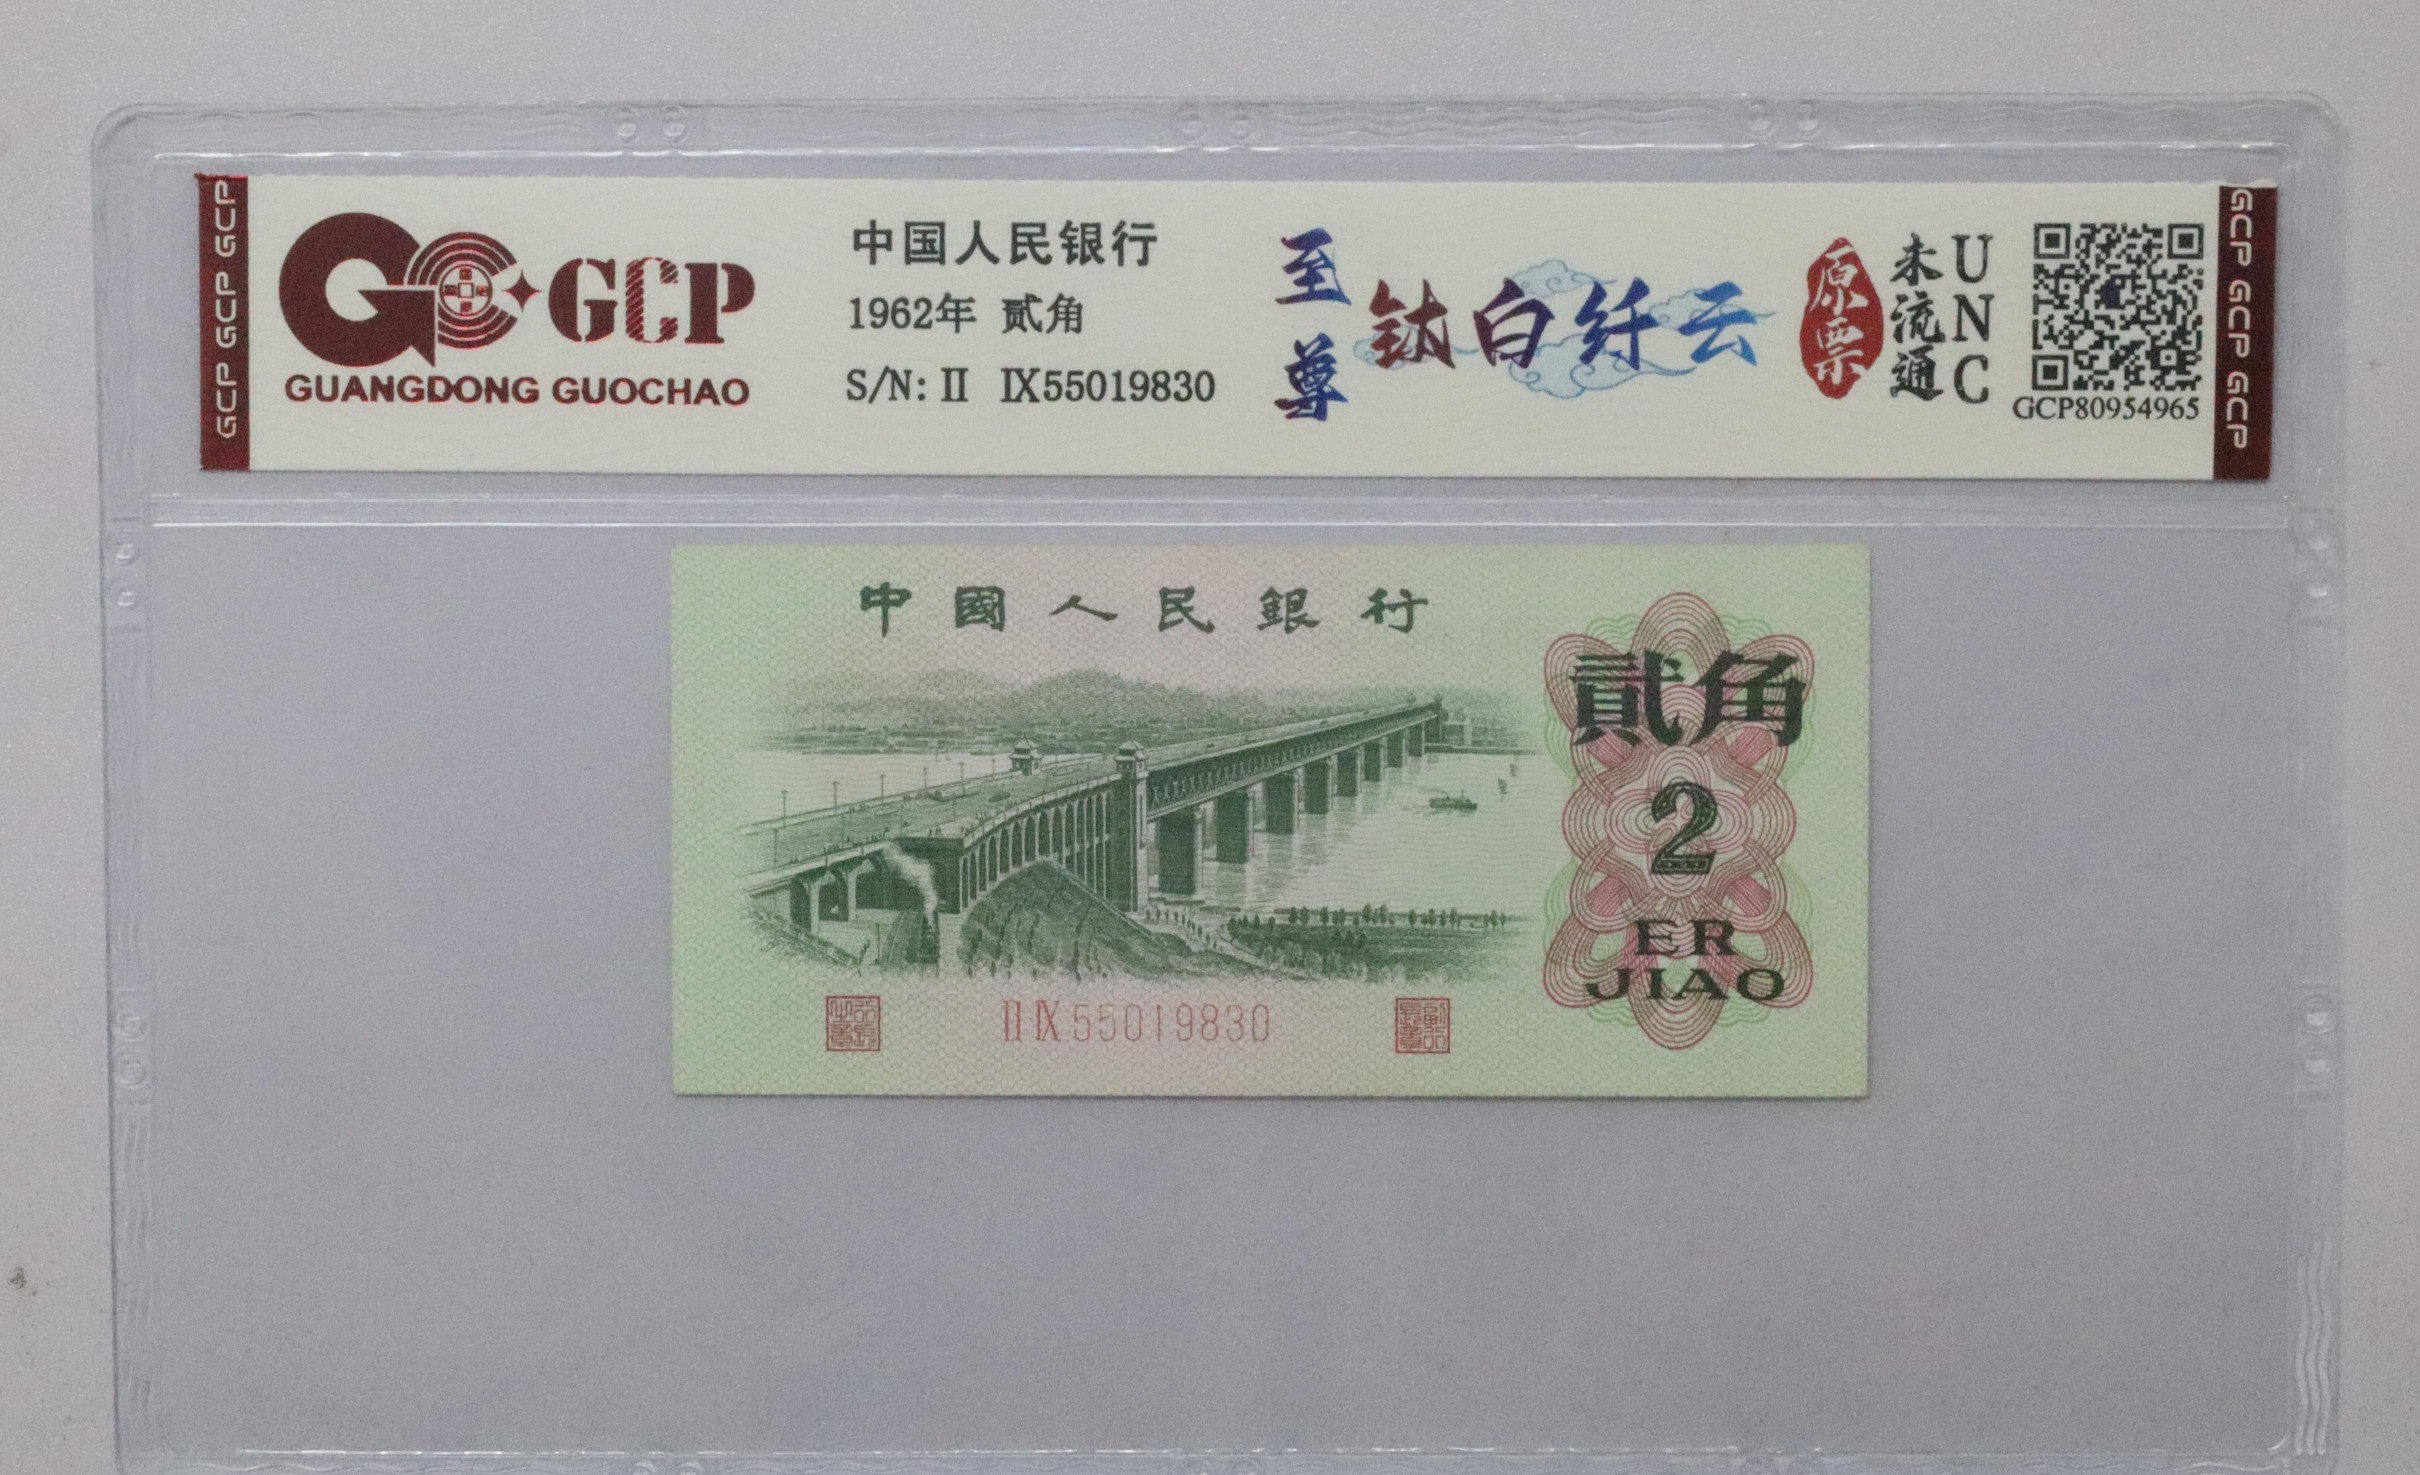 GCP GCP GCP
GCP
GUANGDONG GUOCHAO
中国人民银行
1962年 贰角
S/N: II IX55019830
至尊
钛白纤云
原票
未流通
UNC
GCP80954965
GCP GCP GCP
中國人民銀行
貳角
2
ER
JIAO
II IX 55019830